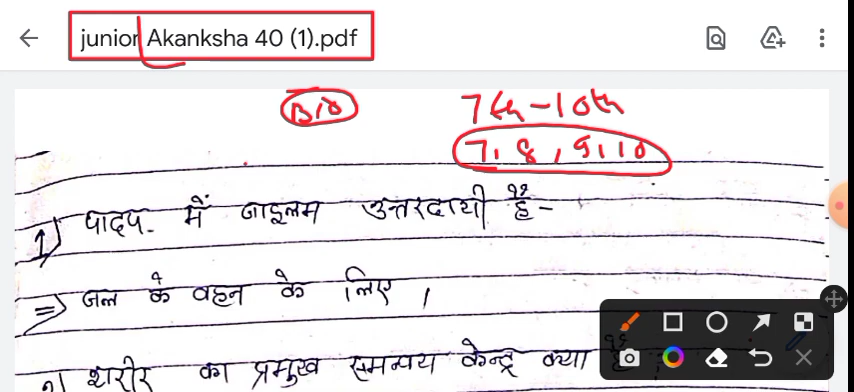 junior Akanksha 40 (1).pdf
Bio 7th-10th
7, 8, 9, 10
1) पादप में जाइलम उत्तरदायी है-
=> जल के वहन के लिए ।
शरीर का प्रमुख समन्वय केन्द्र क्या है